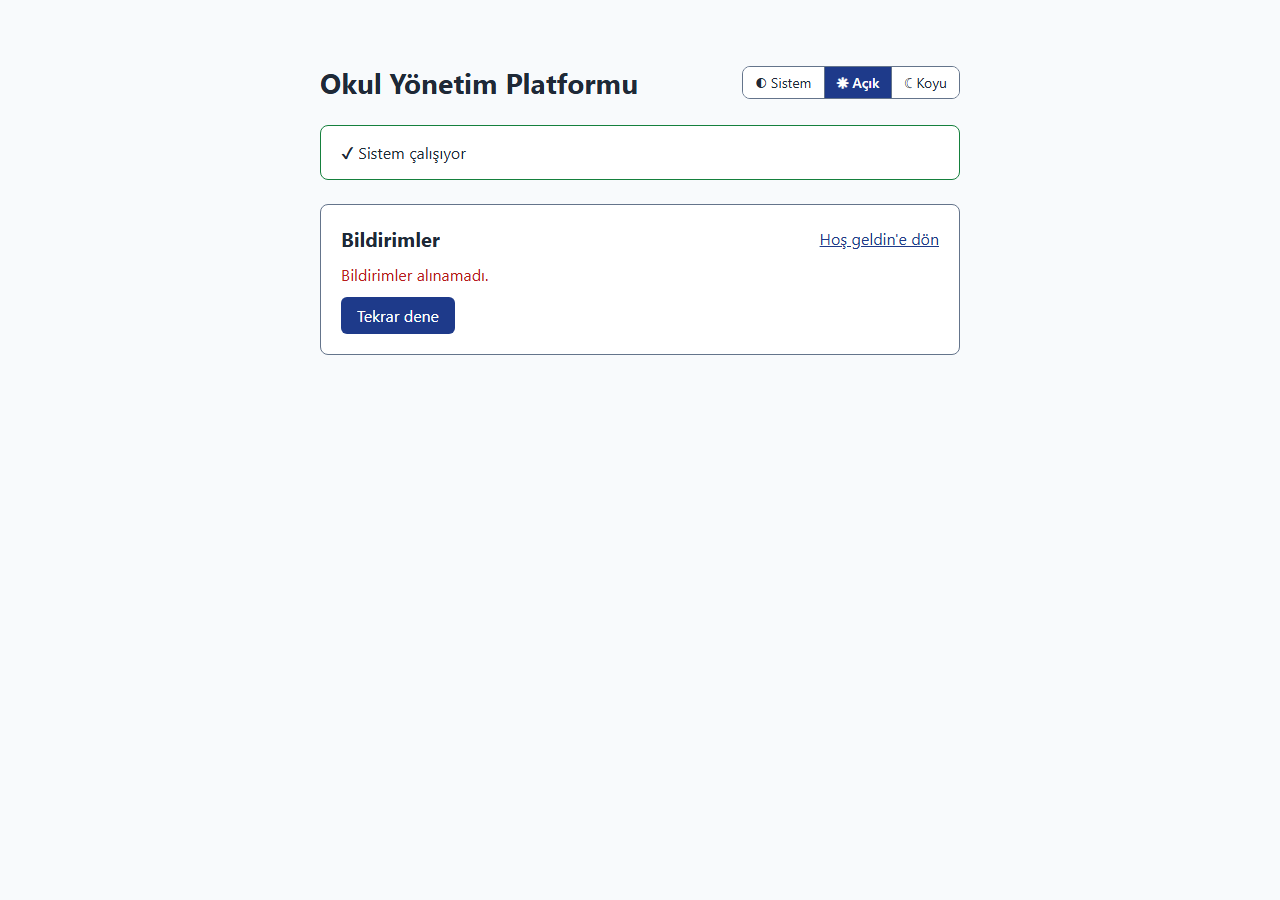 Okul Yönetim Platformu
◐ Sistem ☀ Açık ☾ Koyu
✓ Sistem çalışıyor
Bildirimler Hoş geldin'e dön
Bildirimler alınamadı.
Tekrar dene